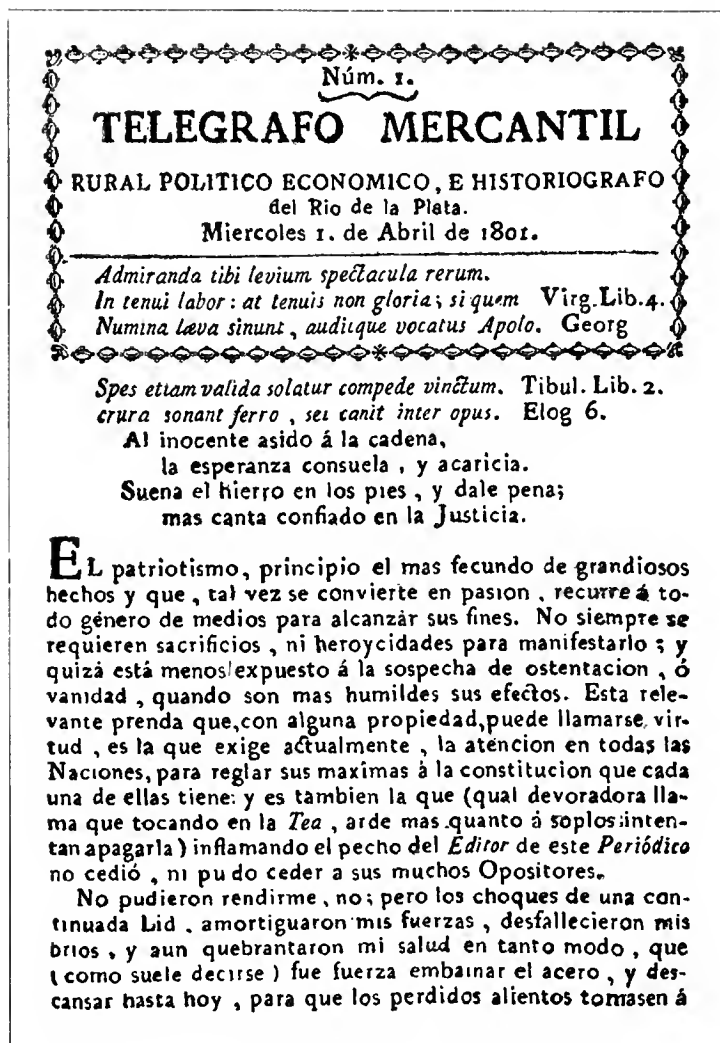 Núm. 1.
TELEGRAFO MERCANTIL
RURAL POLITICO ECONOMICO, E HISTORIOGRAFO
del Rio de la Plata.
Miercoles 1. de Abril de 1801.
Admiranda tibi levium spectacula rerum.
In tenui labor: at tenuis non gloria; si quem Virg. Lib. 4.
Numina læva sinunt, auditque vocatus Apolo. Georg
Spes etiam valida solatur compede vinctum. Tibul. Lib. 2.
crura sonant ferro, sei canit inter opus. Elog 6.
Al inocente asido á la cadena,
la esperanza consuela, y acaricia.
Suena el hierro en los pies, y dale pena;
mas canta confiado en la Justicia.
EL patriotismo, principio el mas fecundo de grandiosos
hechos y que, tal vez se convierte en pasion, recurre á to-
do género de medios para alcanzár sus fines. No siempre se
requieren sacrificios, ni heroycidades para manifestarlo; y
quizá está menos expuesto á la sospecha de ostentacion, ó
vanidad, quando son mas humildes sus efectos. Esta rele-
vante prenda que, con alguna propiedad, puede llamarse vir-
tud, es la que exige actualmente, la atencion en todas las
Naciones, para reglar sus maximas á la constitucion que cada
una de ellas tiene: y es tambien la que (qual devoradora lla-
ma que tocando en la Tea, arde mas quanto á soplos inten-
tan apagarla) inflamando el pecho del Editor de este Periódico
no cedió, ni pudo ceder a sus muchos Opositores.
No pudieron rendirme, no; pero los choques de una con-
tinuada Lid, amortiguaron mis fuerzas, desfallecieron mis
brios, y aun quebrantaron mi salud en tanto modo, que
(como suele decirse) fue fuerza embainar el acero, y des-
cansar hasta hoy, para que los perdidos alientos tomasen á